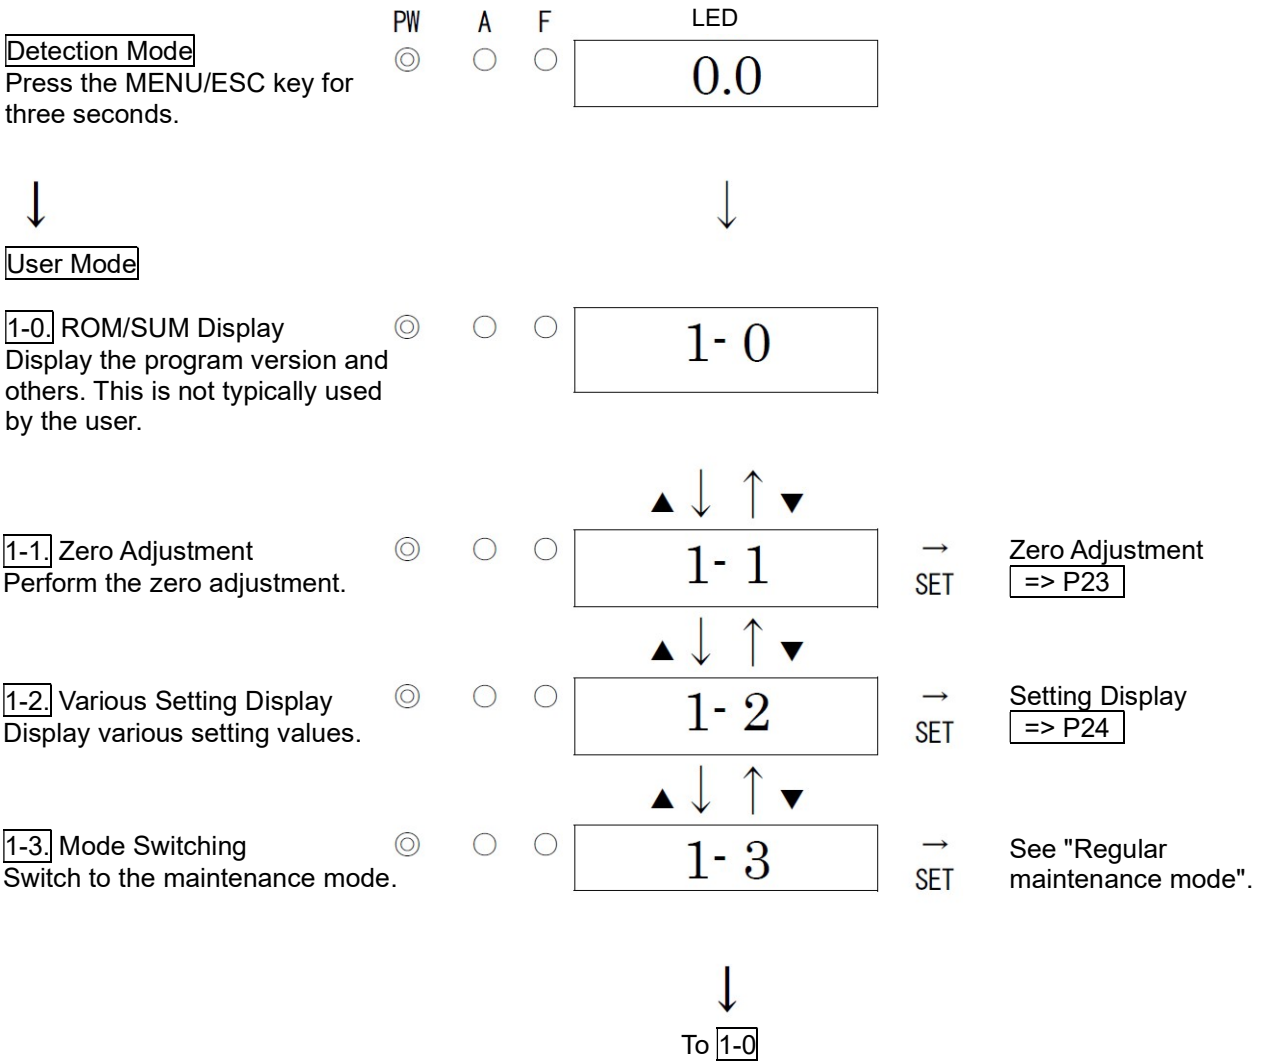 PW A F LED
Detection Mode ◎ ○ ○ 0.0
Press the MENU/ESC key for
three seconds.
↓ ↓
User Mode
1-0. ROM/SUM Display ◎ ○ ○ 1- 0
Display the program version and
others. This is not typically used
by the user.
▲ ↓ ↑ ▼
1-1. Zero Adjustment ◎ ○ ○ 1- 1 → Zero Adjustment
Perform the zero adjustment. SET => P23
▲ ↓ ↑ ▼
1-2. Various Setting Display ◎ ○ ○ 1- 2 → Setting Display
Display various setting values. SET => P24
▲ ↓ ↑ ▼
1-3. Mode Switching ◎ ○ ○ 1- 3 → See "Regular
Switch to the maintenance mode. SET maintenance mode".
↓
To 1-0